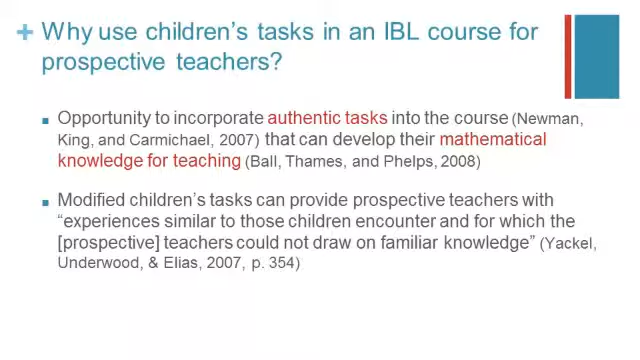 + Why use children’s tasks in an IBL course for
prospective teachers?
Opportunity to incorporate authentic tasks into the course (Newman,
King, and Carmichael, 2007) that can develop their mathematical
knowledge for teaching (Ball, Thames, and Phelps, 2008)
Modified children’s tasks can provide prospective teachers with
“experiences similar to those children encounter and for which the
[prospective] teachers could not draw on familiar knowledge” (Yackel,
Underwood, & Elias, 2007, p. 354)